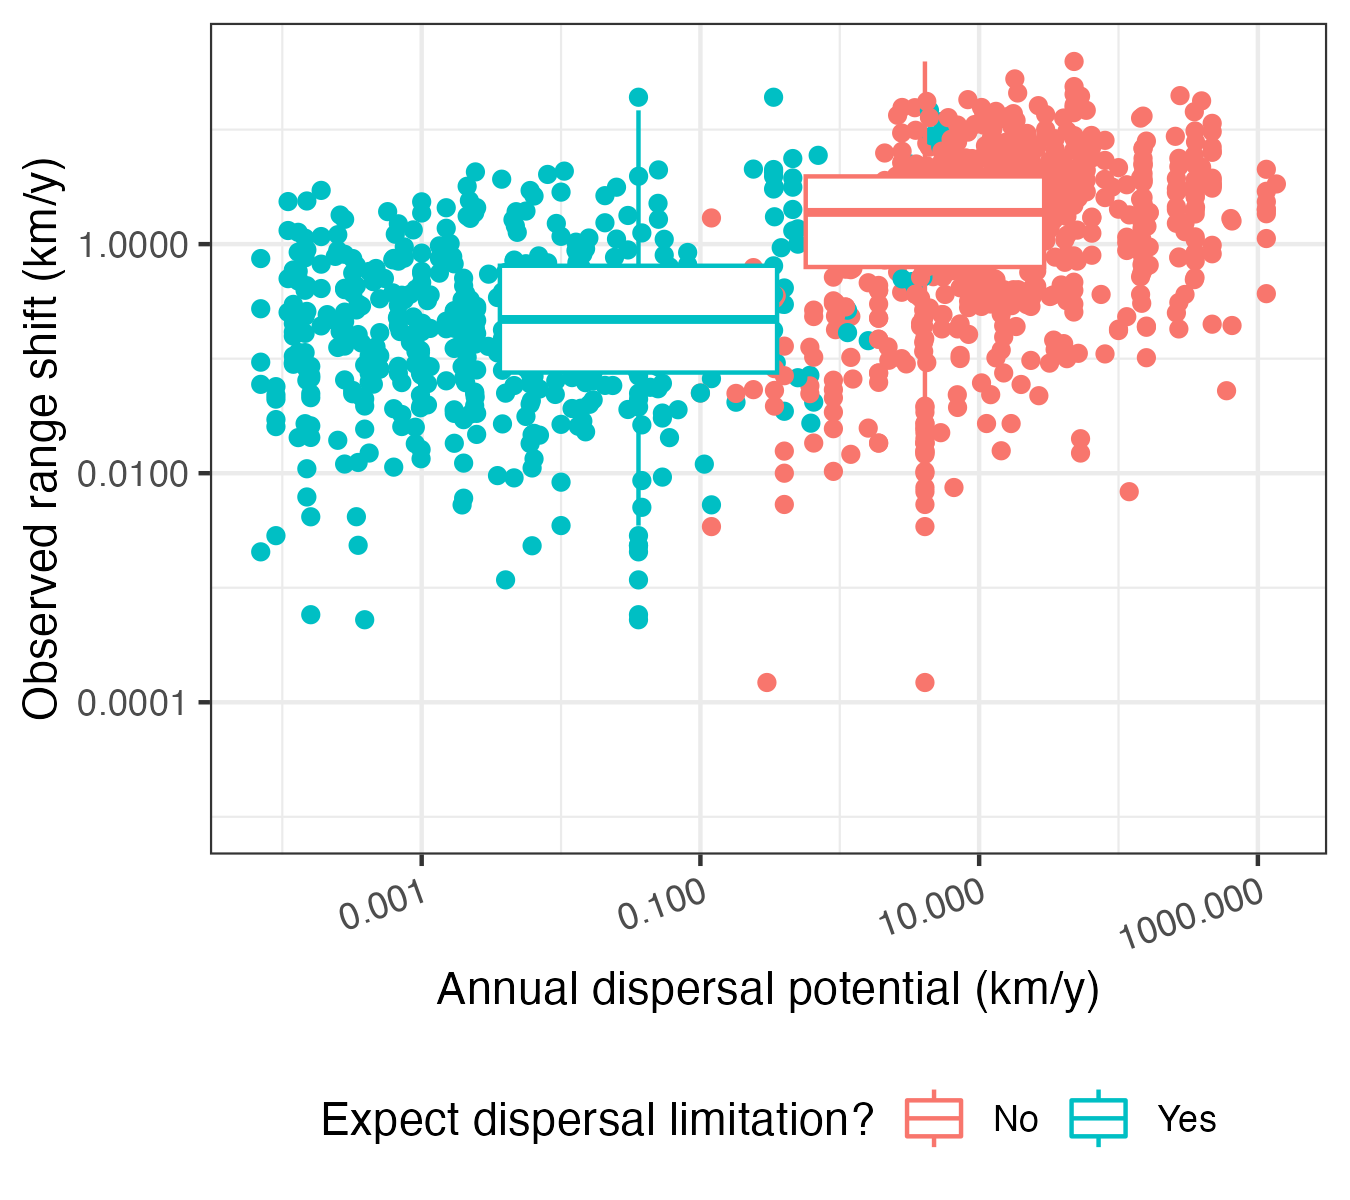 Observed range shift (km/y)
1.0000
0.0100
0.0001
0.001
0.100
10.000
1000.000
Annual dispersal potential (km/y)
Expect dispersal limitation?
No
Yes